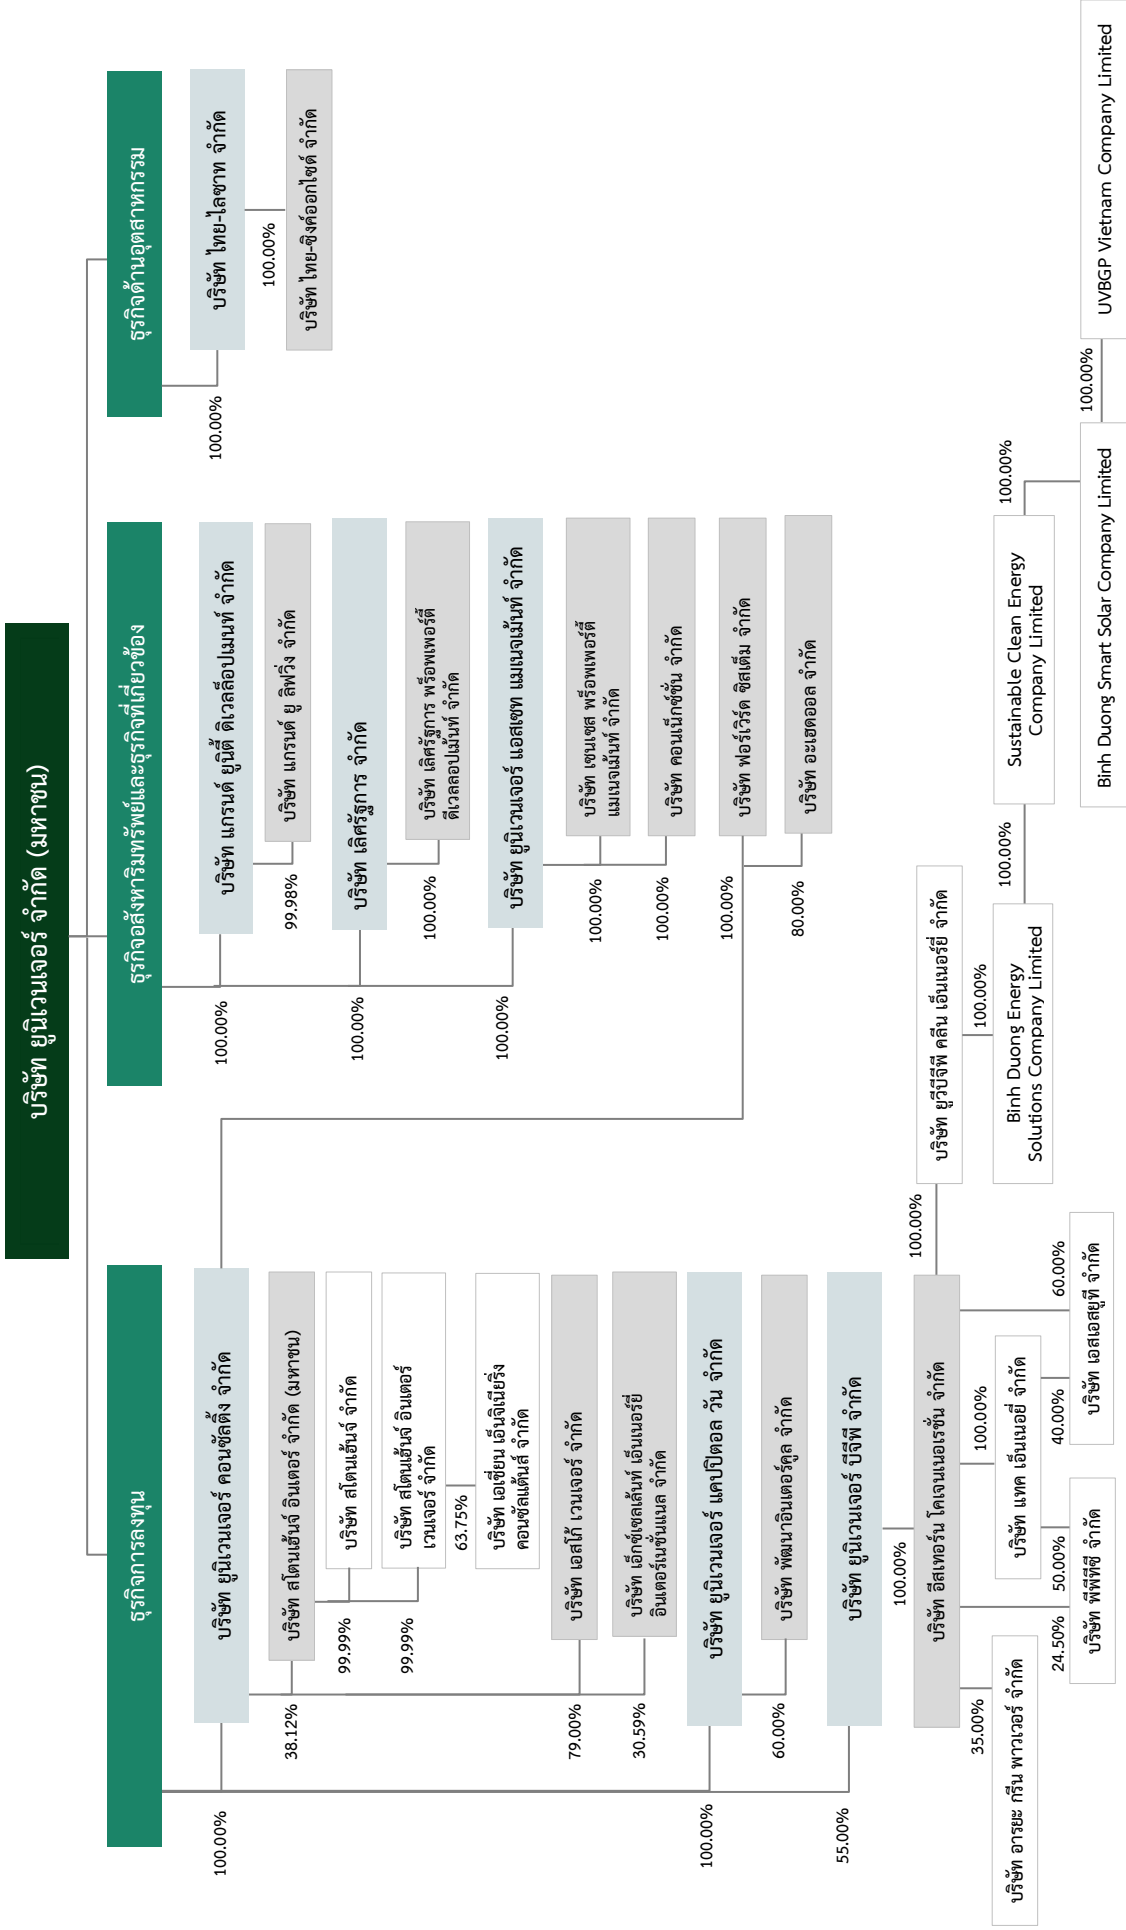 บริษัท ยูนิเวนเจอร์ จำกัด (มหาชน)
ธุรกิจการลงทุน
100.00%
บริษัท ยูนิเวนเจอร์ คอนซัลติ้ง จำกัด
38.12%
บริษัท สโตนเฮ้นจ์ อินเตอร์ จำกัด (มหาชน)
99.99%
บริษัท สโตนเฮ้นจ์ จำกัด
99.99%
บริษัท สโตนเฮ้นจ์ อินเตอร์
เวนเจอร์ จำกัด
63.75%
บริษัท เอเชี่ยน เอ็นจิเนียริ่ง
คอนซัลแต้นส์ จำกัด
79.00%
บริษัท เอสโก้ เวนเจอร์ จำกัด
30.59%
บริษัท เอ็กซ์เซลเล้นท์ เอ็นเนอร์ยี่
อินเตอร์เนชั่นแนล จำกัด
100.00%
บริษัท ยูนิเวนเจอร์ แคปปิตอล วัน จำกัด
60.00%
บริษัท พัฒนาอินเตอร์คูล จำกัด
55.00%
บริษัท ยูนิเวนเจอร์ บีจีพี จำกัด
100.00%
บริษัท อีสเทอร์น โคเจนเนอเรชั่น จำกัด
35.00%
บริษัท อารยะ กรีน พาวเวอร์ จำกัด
24.50%
บริษัท พีพีทีซี จำกัด
50.00%
100.00%
บริษัท แทค เอ็นเนอยี่ จำกัด
40.00%
60.00%
บริษัท เอสเอสยูที จำกัด
100.00%
บริษัท ยูวีบีจีพี คลีน เอ็นเนอร์ยี่ จำกัด
100.00%
Binh Duong Energy
Solutions Company Limited
100.00%
Sustainable Clean Energy
Company Limited
100.00%
Binh Duong Smart Solar Company Limited
100.00%
UVBGP Vietnam Company Limited
ธุรกิจอสังหาริมทรัพย์และธุรกิจที่เกี่ยวข้อง
100.00%
บริษัท แกรนด์ ยูนิตี้ ดิเวลล็อปเมนท์ จำกัด
99.98%
บริษัท แกรนด์ ยู ลิฟวิ่ง จำกัด
100.00%
บริษัท เลิศรัฐการ จำกัด
100.00%
บริษัท เลิศรัฐการ พร็อพเพอร์ตี้
ดีเวลลอปเม้นท์ จำกัด
100.00%
บริษัท ยูนิเวนเจอร์ แอสเซท แมเนจเม้นท์ จำกัด
100.00%
บริษัท เซนเซส พร็อพเพอร์ตี้
แมเนจเม้นท์ จำกัด
100.00%
บริษัท คอนเน็กซ์ชั่น จำกัด
100.00%
บริษัท ฟอร์เวิร์ด ซิสเต็ม จำกัด
80.00%
บริษัท อะเฮดออล จำกัด
ธุรกิจด้านอุตสาหกรรม
100.00%
บริษัท ไทย-ไลซาท จำกัด
100.00%
บริษัท ไทย-ซิงค์ออกไซด์ จำกัด